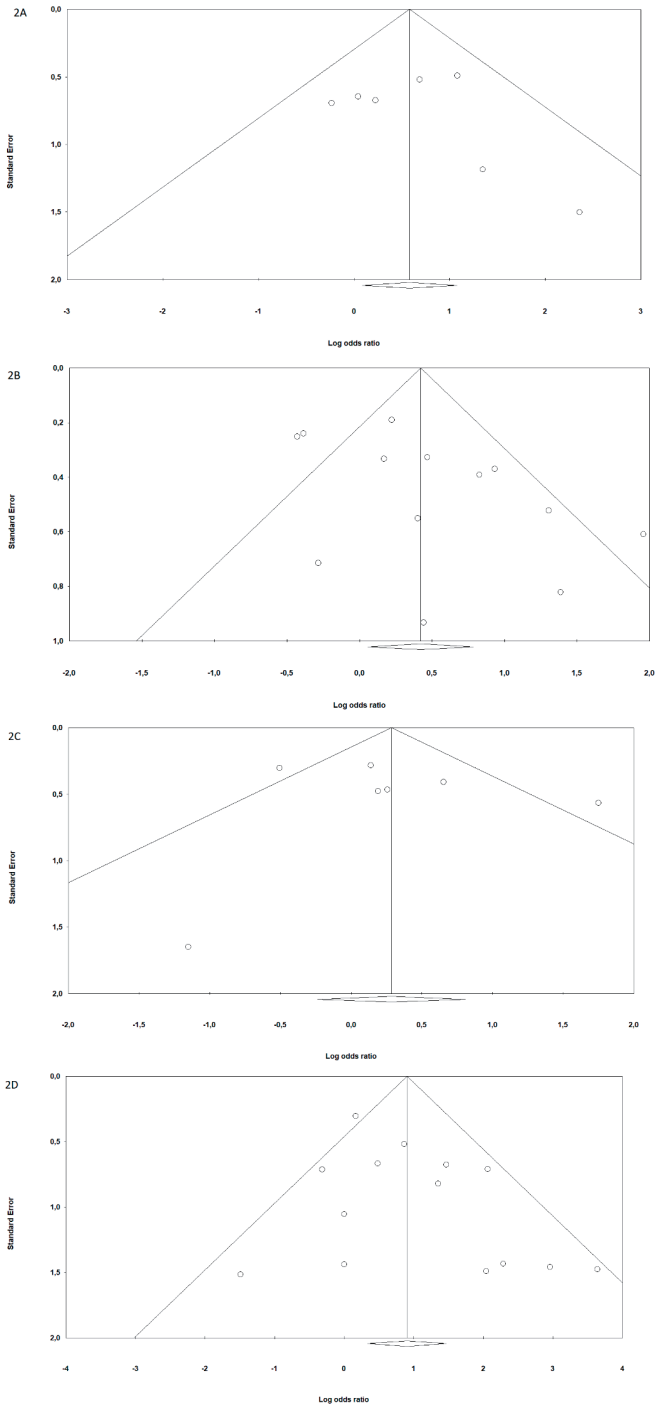 2A
0,0
0,5
1,0
1,5
2,0
Standard Error
-3 -2 -1 0 1 2 3
Log odds ratio
2B
0,0
0,2
0,4
0,6
0,8
1,0
Standard Error
-2,0 -1,5 -1,0 -0,5 0,0 0,5 1,0 1,5 2,0
Log odds ratio
2C
0,0
0,5
1,0
1,5
2,0
Standard Error
-2,0 -1,5 -1,0 -0,5 0,0 0,5 1,0 1,5 2,0
Log odds ratio
2D
0,0
0,5
1,0
1,5
2,0
Standard Error
-4 -3 -2 -1 0 1 2 3 4
Log odds ratio